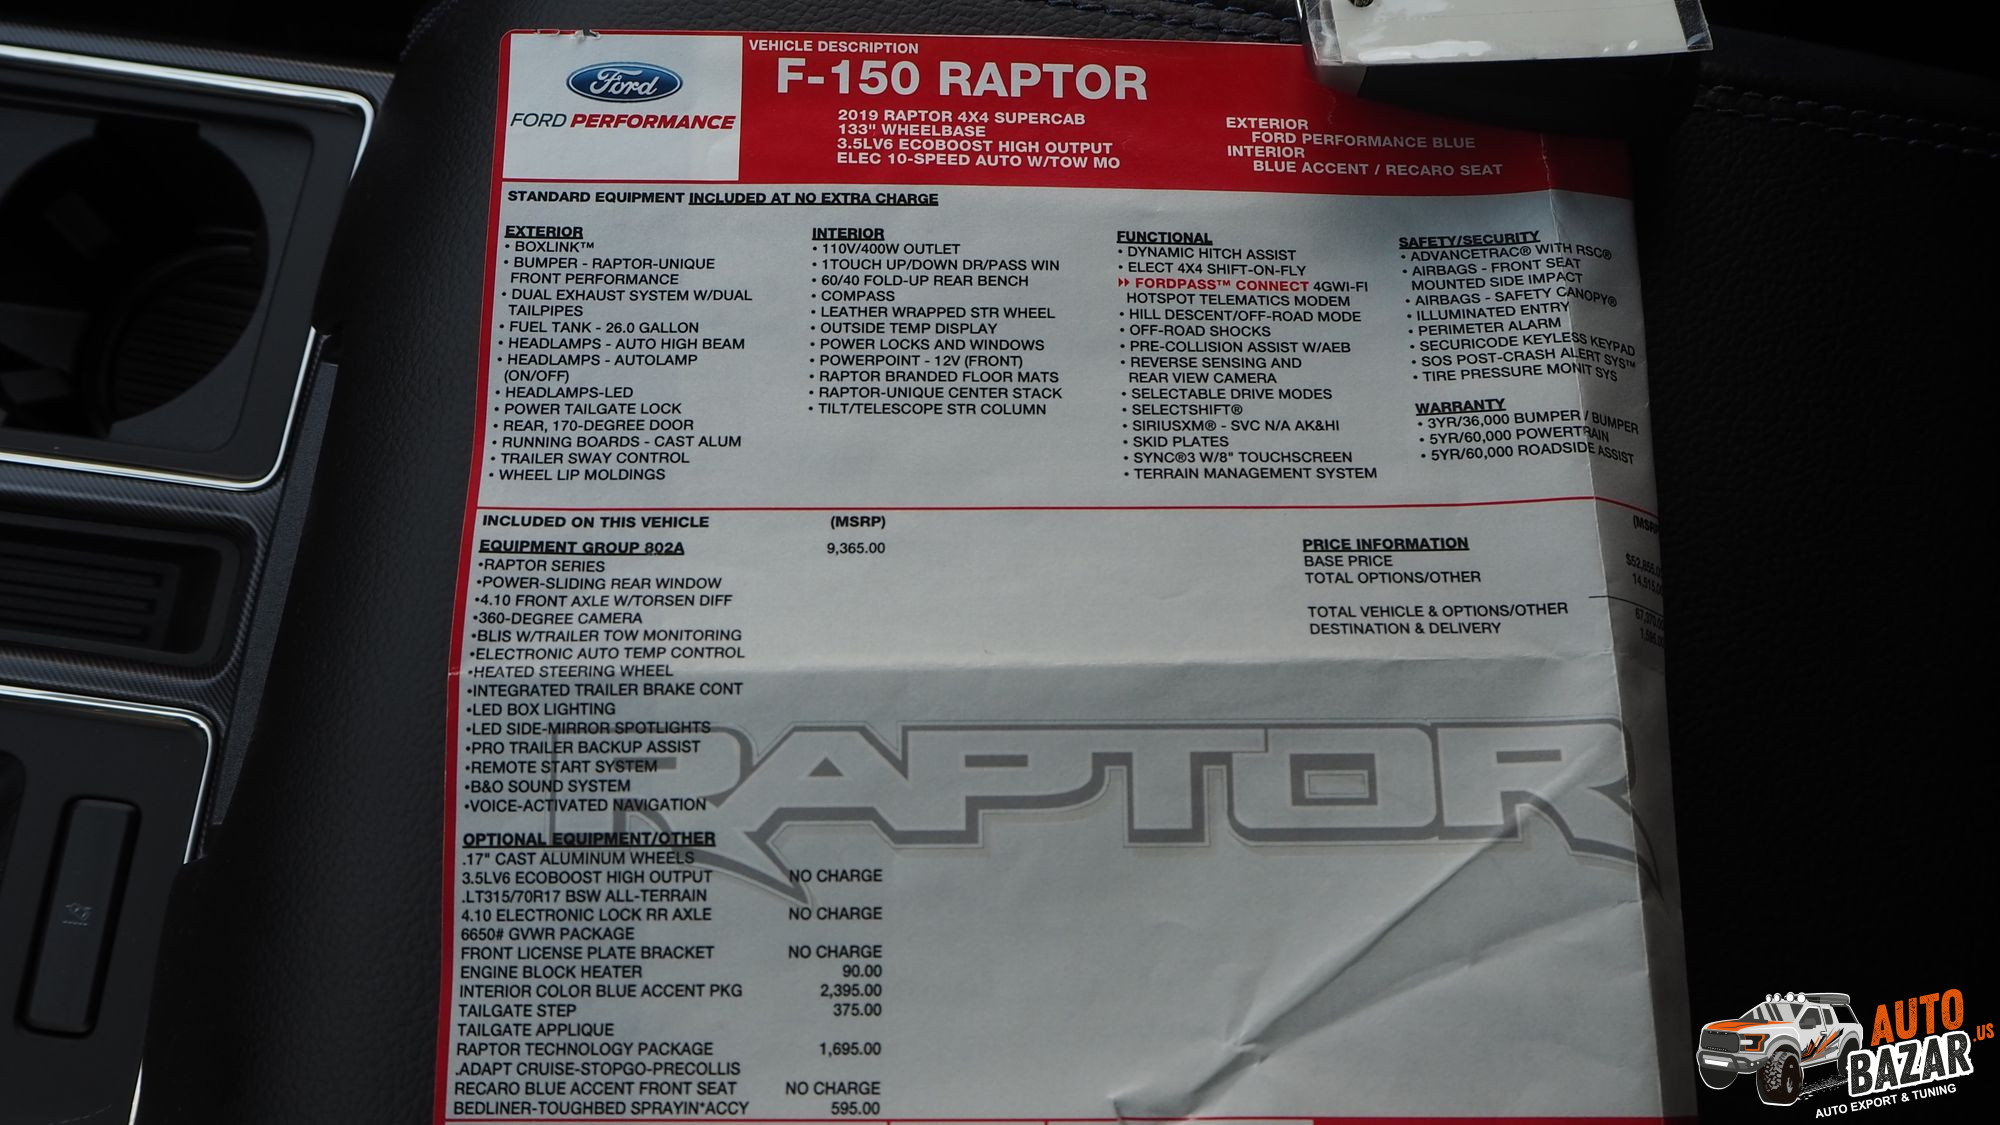 Ford
FORD PERFORMANCE
VEHICLE DESCRIPTION
F-150 RAPTOR
2019 RAPTOR 4X4 SUPERCAB
133" WHEELBASE
3.5LV6 ECOBOOST HIGH OUTPUT
ELEC 10-SPEED AUTO W/TOW MO
EXTERIOR
FORD PERFORMANCE BLUE
INTERIOR
BLUE ACCENT / RECARO SEAT
STANDARD EQUIPMENT INCLUDED AT NO EXTRA CHARGE
EXTERIOR
• BOXLINK™
• BUMPER - RAPTOR-UNIQUE
FRONT PERFORMANCE
• DUAL EXHAUST SYSTEM W/DUAL
TAILPIPES
• FUEL TANK - 26.0 GALLON
• HEADLAMPS - AUTO HIGH BEAM
• HEADLAMPS - AUTOLAMP
(ON/OFF)
• HEADLAMPS-LED
• POWER TAILGATE LOCK
• REAR, 170-DEGREE DOOR
• RUNNING BOARDS - CAST ALUM
• TRAILER SWAY CONTROL
• WHEEL LIP MOLDINGS
INTERIOR
• 110V/400W OUTLET
• 1TOUCH UP/DOWN DR/PASS WIN
• 60/40 FOLD-UP REAR BENCH
• COMPASS
• LEATHER WRAPPED STR WHEEL
• OUTSIDE TEMP DISPLAY
• POWER LOCKS AND WINDOWS
• POWERPOINT - 12V (FRONT)
• RAPTOR BRANDED FLOOR MATS
• RAPTOR-UNIQUE CENTER STACK
• TILT/TELESCOPE STR COLUMN
FUNCTIONAL
• DYNAMIC HITCH ASSIST
• ELECT 4X4 SHIFT-ON-FLY
FORDPASS™ CONNECT 4GWI-FI
HOTSPOT TELEMATICS MODEM
• HILL DESCENT/OFF-ROAD MODE
• OFF-ROAD SHOCKS
• PRE-COLLISION ASSIST W/AEB
• REVERSE SENSING AND
REAR VIEW CAMERA
• SELECTABLE DRIVE MODES
• SELECTSHIFT®
• SIRIUSXM® - SVC N/A AK&HI
• SKID PLATES
• SYNC®3 W/8" TOUCHSCREEN
• TERRAIN MANAGEMENT SYSTEM
SAFETY/SECURITY
• ADVANCETRAC® WITH RSC®
• AIRBAGS - FRONT SEAT
MOUNTED SIDE IMPACT
• AIRBAGS - SAFETY CANOPY®
• ILLUMINATED ENTRY
• PERIMETER ALARM
• SECURICODE KEYLESS KEYPAD
• SOS POST-CRASH ALERT SYS™
• TIRE PRESSURE MONIT SYS
WARRANTY
• 3YR/36,000 BUMPER / BUMPER
• 5YR/60,000 POWERTRAIN
• 5YR/60,000 ROADSIDE ASSIST
INCLUDED ON THIS VEHICLE (MSRP)
EQUIPMENT GROUP 802A 9,365.00
•RAPTOR SERIES
•POWER-SLIDING REAR WINDOW
•4.10 FRONT AXLE W/TORSEN DIFF
•360-DEGREE CAMERA
•BLIS W/TRAILER TOW MONITORING
•ELECTRONIC AUTO TEMP CONTROL
•HEATED STEERING WHEEL
•INTEGRATED TRAILER BRAKE CONT
•LED BOX LIGHTING
•LED SIDE-MIRROR SPOTLIGHTS
•PRO TRAILER BACKUP ASSIST
•REMOTE START SYSTEM
•B&O SOUND SYSTEM
•VOICE-ACTIVATED NAVIGATION
OPTIONAL EQUIPMENT/OTHER
.17" CAST ALUMINUM WHEELS
3.5LV6 ECOBOOST HIGH OUTPUT NO CHARGE
.LT315/70R17 BSW ALL-TERRAIN
4.10 ELECTRONIC LOCK RR AXLE NO CHARGE
6650# GVWR PACKAGE
FRONT LICENSE PLATE BRACKET NO CHARGE
ENGINE BLOCK HEATER 90.00
INTERIOR COLOR BLUE ACCENT PKG 2,395.00
TAILGATE STEP 375.00
TAILGATE APPLIQUE
RAPTOR TECHNOLOGY PACKAGE 1,695.00
.ADAPT CRUISE-STOPGO-PRECOLLIS
RECARO BLUE ACCENT FRONT SEAT NO CHARGE
BEDLINER-TOUGHBED SPRAYIN*ACCY 595.00
PRICE INFORMATION
BASE PRICE
TOTAL OPTIONS/OTHER
TOTAL VEHICLE & OPTIONS/OTHER
DESTINATION & DELIVERY
RAPTOR
AUTO
BAZAR.US
AUTO EXPORT & TUNING